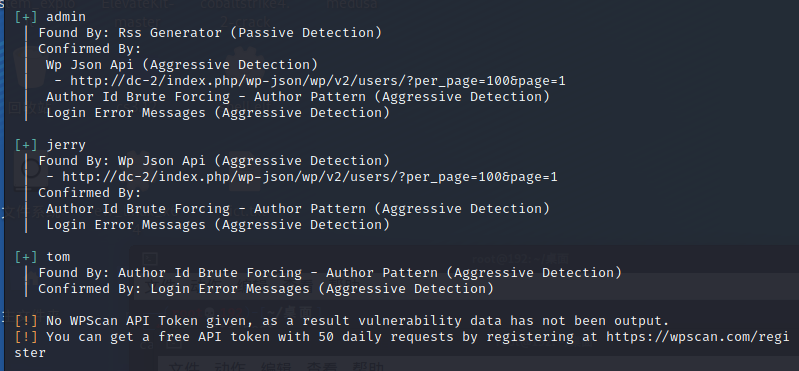 [+] admin
| Found By: Rss Generator (Passive Detection)
| Confirmed By:
|  Wp Json Api (Aggressive Detection)
|   - http://dc-2/index.php/wp-json/wp/v2/users/?per_page=100&page=1
|  Author Id Brute Forcing - Author Pattern (Aggressive Detection)
|  Login Error Messages (Aggressive Detection)
[+] jerry
| Found By: Wp Json Api (Aggressive Detection)
|  - http://dc-2/index.php/wp-json/wp/v2/users/?per_page=100&page=1
| Confirmed By:
|  Author Id Brute Forcing - Author Pattern (Aggressive Detection)
|  Login Error Messages (Aggressive Detection)
[+] tom
| Found By: Author Id Brute Forcing - Author Pattern (Aggressive Detection)
| Confirmed By: Login Error Messages (Aggressive Detection)
[!] No WPScan API Token given, as a result vulnerability data has not been output.
[!] You can get a free API token with 50 daily requests by registering at https://wpscan.com/regi
ster